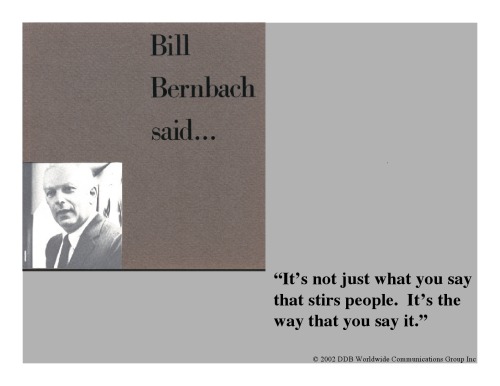 Bill
Bernbach
said...
“It’s not just what you say
that stirs people.  It’s the
way that you say it.”
© 2002 DDB Worldwide Communications Group Inc